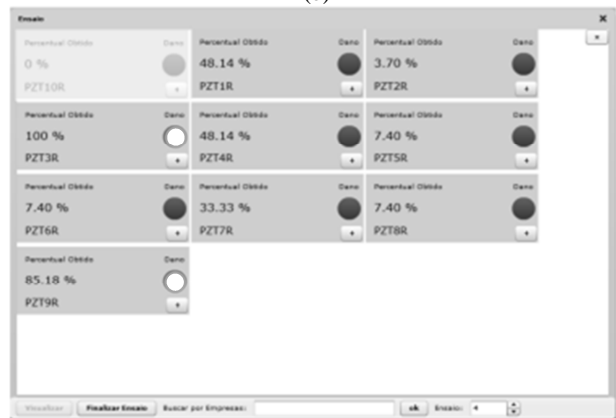 Ensaio x
Percentual Obtido Dano
0 %
PZT10R +
Percentual Obtido Dano
48.14 %
PZT1R +
Percentual Obtido Dano
3.70 %
PZT2R +
Percentual Obtido Dano
100 %
PZT3R +
Percentual Obtido Dano
48.14 %
PZT4R +
Percentual Obtido Dano
7.40 %
PZT5R +
Percentual Obtido Dano
7.40 %
PZT6R +
Percentual Obtido Dano
33.33 %
PZT7R +
Percentual Obtido Dano
7.40 %
PZT8R +
Percentual Obtido Dano
85.18 %
PZT9R +
Visualizar Finalizar Ensaio Buscar por Empresas: ok Ensaio: 4